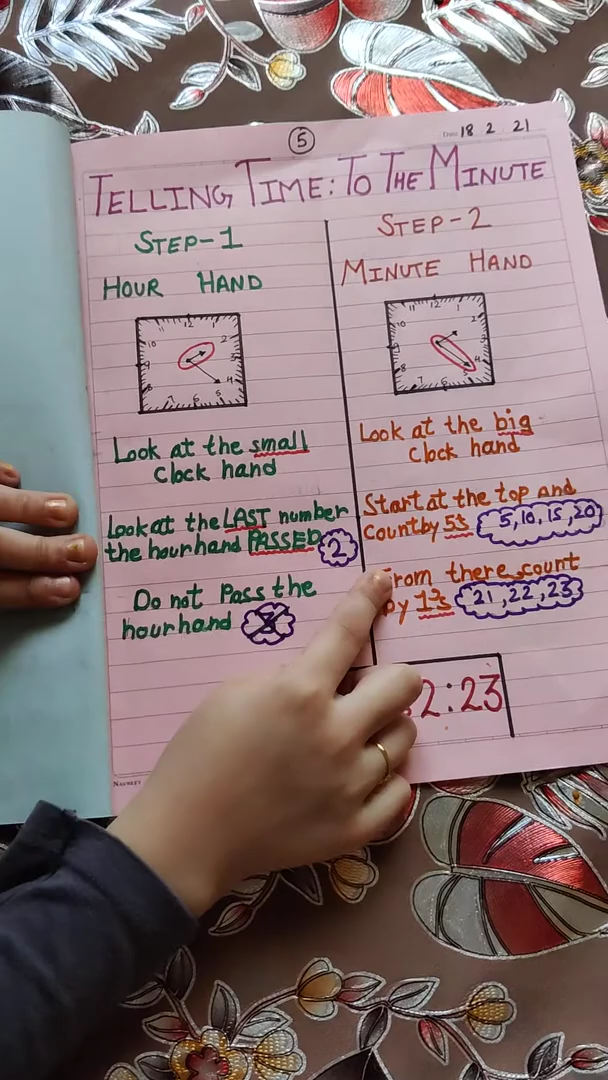 5
Date 18 2 21
TELLING TIME: TO THE MINUTE
STEP-1
HOUR HAND
Look at the small
clock hand
Look at the LAST number
the hour hand PASSED 2
Do not pass the
hour hand
STEP-2
MINUTE HAND
Look at the big
clock hand
Start at the top and
count by 5s 5,10,15,20
From there count
by 1s 21,22,23
2:23